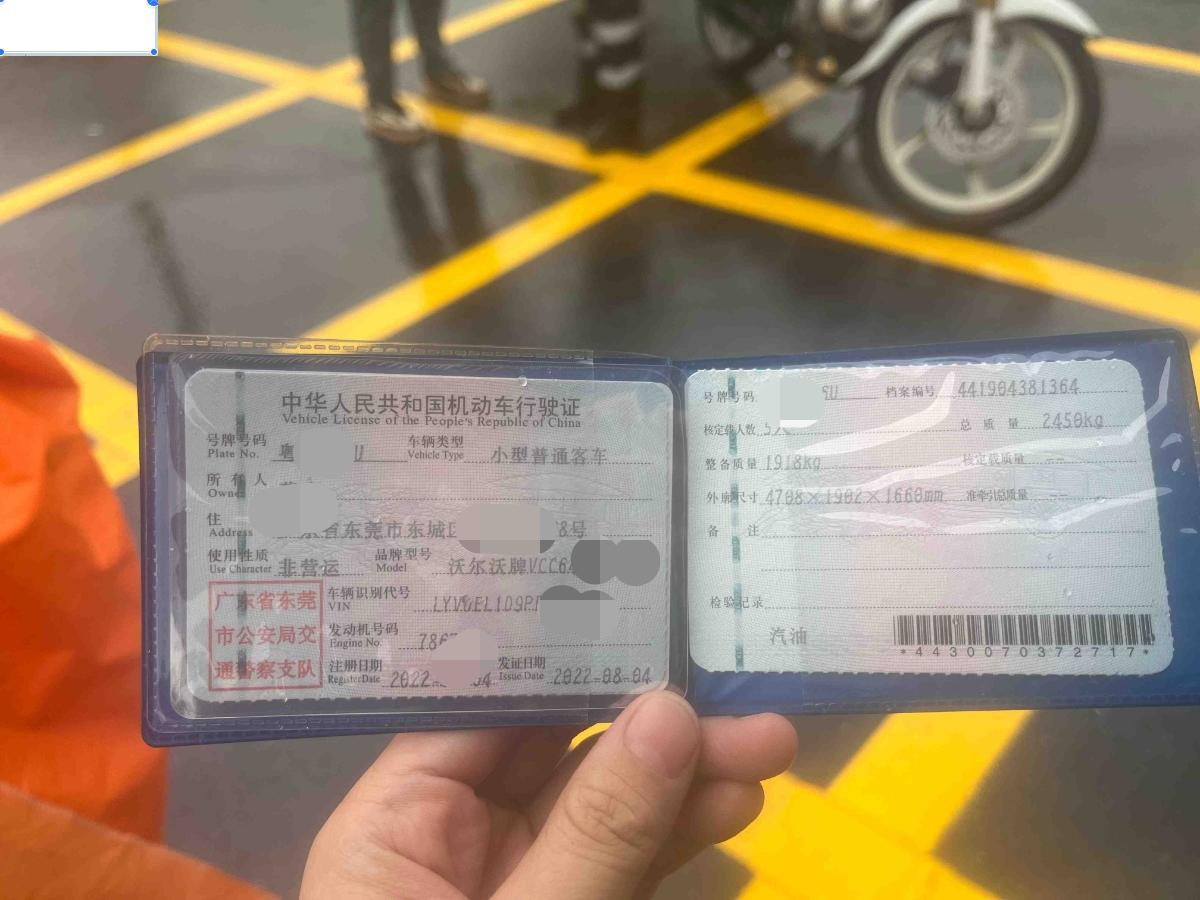 中华人民共和国机动车行驶证
Vehicle License of the People's Republic of China
号牌号码 粤 U 车辆类型 小型普通客车
Plate No. Vehicle Type
所有人
Owner
住
Address 省东莞市东城 8号
使用性质 非营运 品牌型号 沃尔沃牌VCC6
Use Character Model
广东省东莞
市公安局交
通警察支队
车辆识别代号
VIN LYVUEL1D9P
发动机号码
Engine No. 786
注册日期 2022- 04 发证日期 2022-08-04
Register Date Issue Date
号牌号码 9U 档案编号 441904381364
核定载人数 5人 总质量 2450kg
整备质量 1918kg 核定载质量 --
外廓尺寸 4708×1902×1660mm 准牵引总质量 --
备 注
检验记录
汽油
*4430070372717*